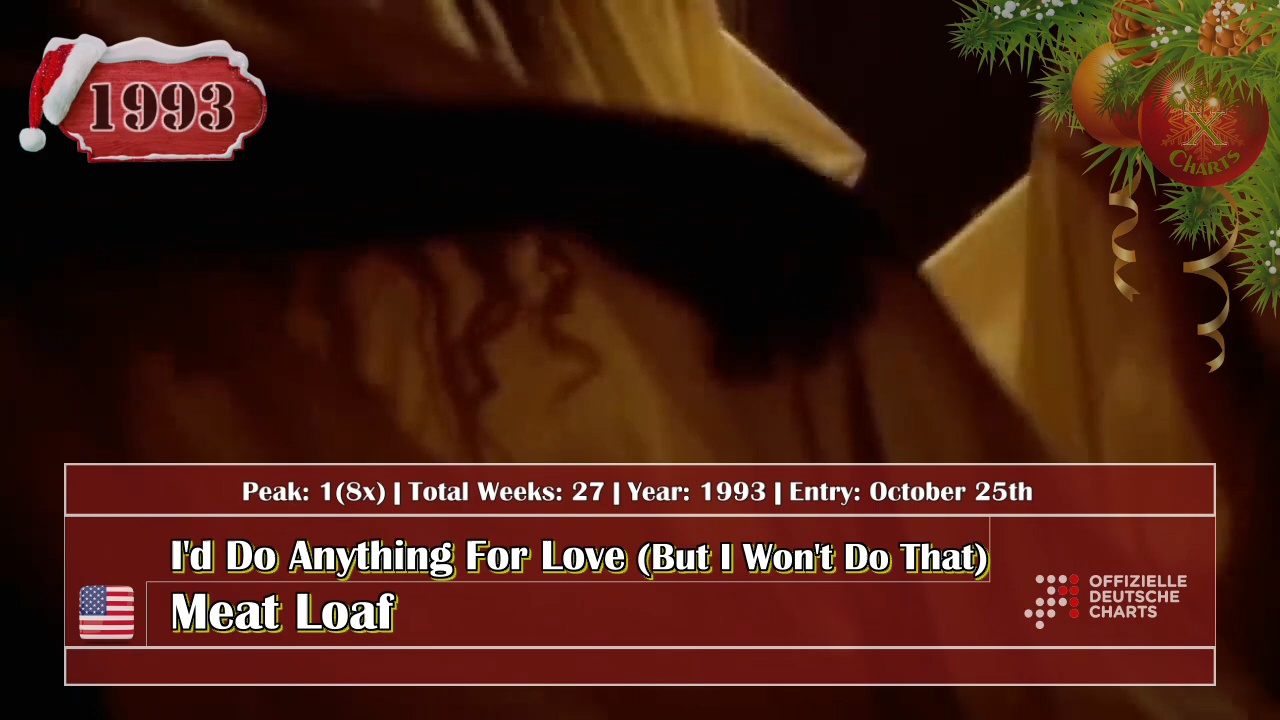 1993
X
CHARTS
Peak: 1(8x) | Total Weeks: 27 | Year: 1993 | Entry: October 25th
I'd Do Anything For Love (But I Won't Do That)
Meat Loaf
OFFIZIELLE
DEUTSCHE
CHARTS